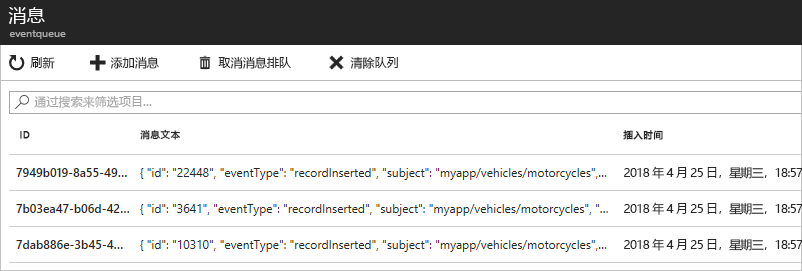 消息
eventqueue
刷新 添加消息 取消消息排队 清除队列
通过搜索来筛选项目...
ID 消息文本 插入时间
7949b019-8a55-49... { "id": "22448", "eventType": "recordInserted", "subject": "myapp/vehicles/motorcycles",... 2018 年 4 月 25 日，星期三，18:57
7b03ea47-b06d-42... { "id": "3641", "eventType": "recordInserted", "subject": "myapp/vehicles/motorcycles", "... 2018 年 4 月 25 日，星期三，18:57
7dab886e-3b45-4... { "id": "10310", "eventType": "recordInserted", "subject": "myapp/vehicles/motorcycles",... 2018 年 4 月 25 日，星期三，18:57